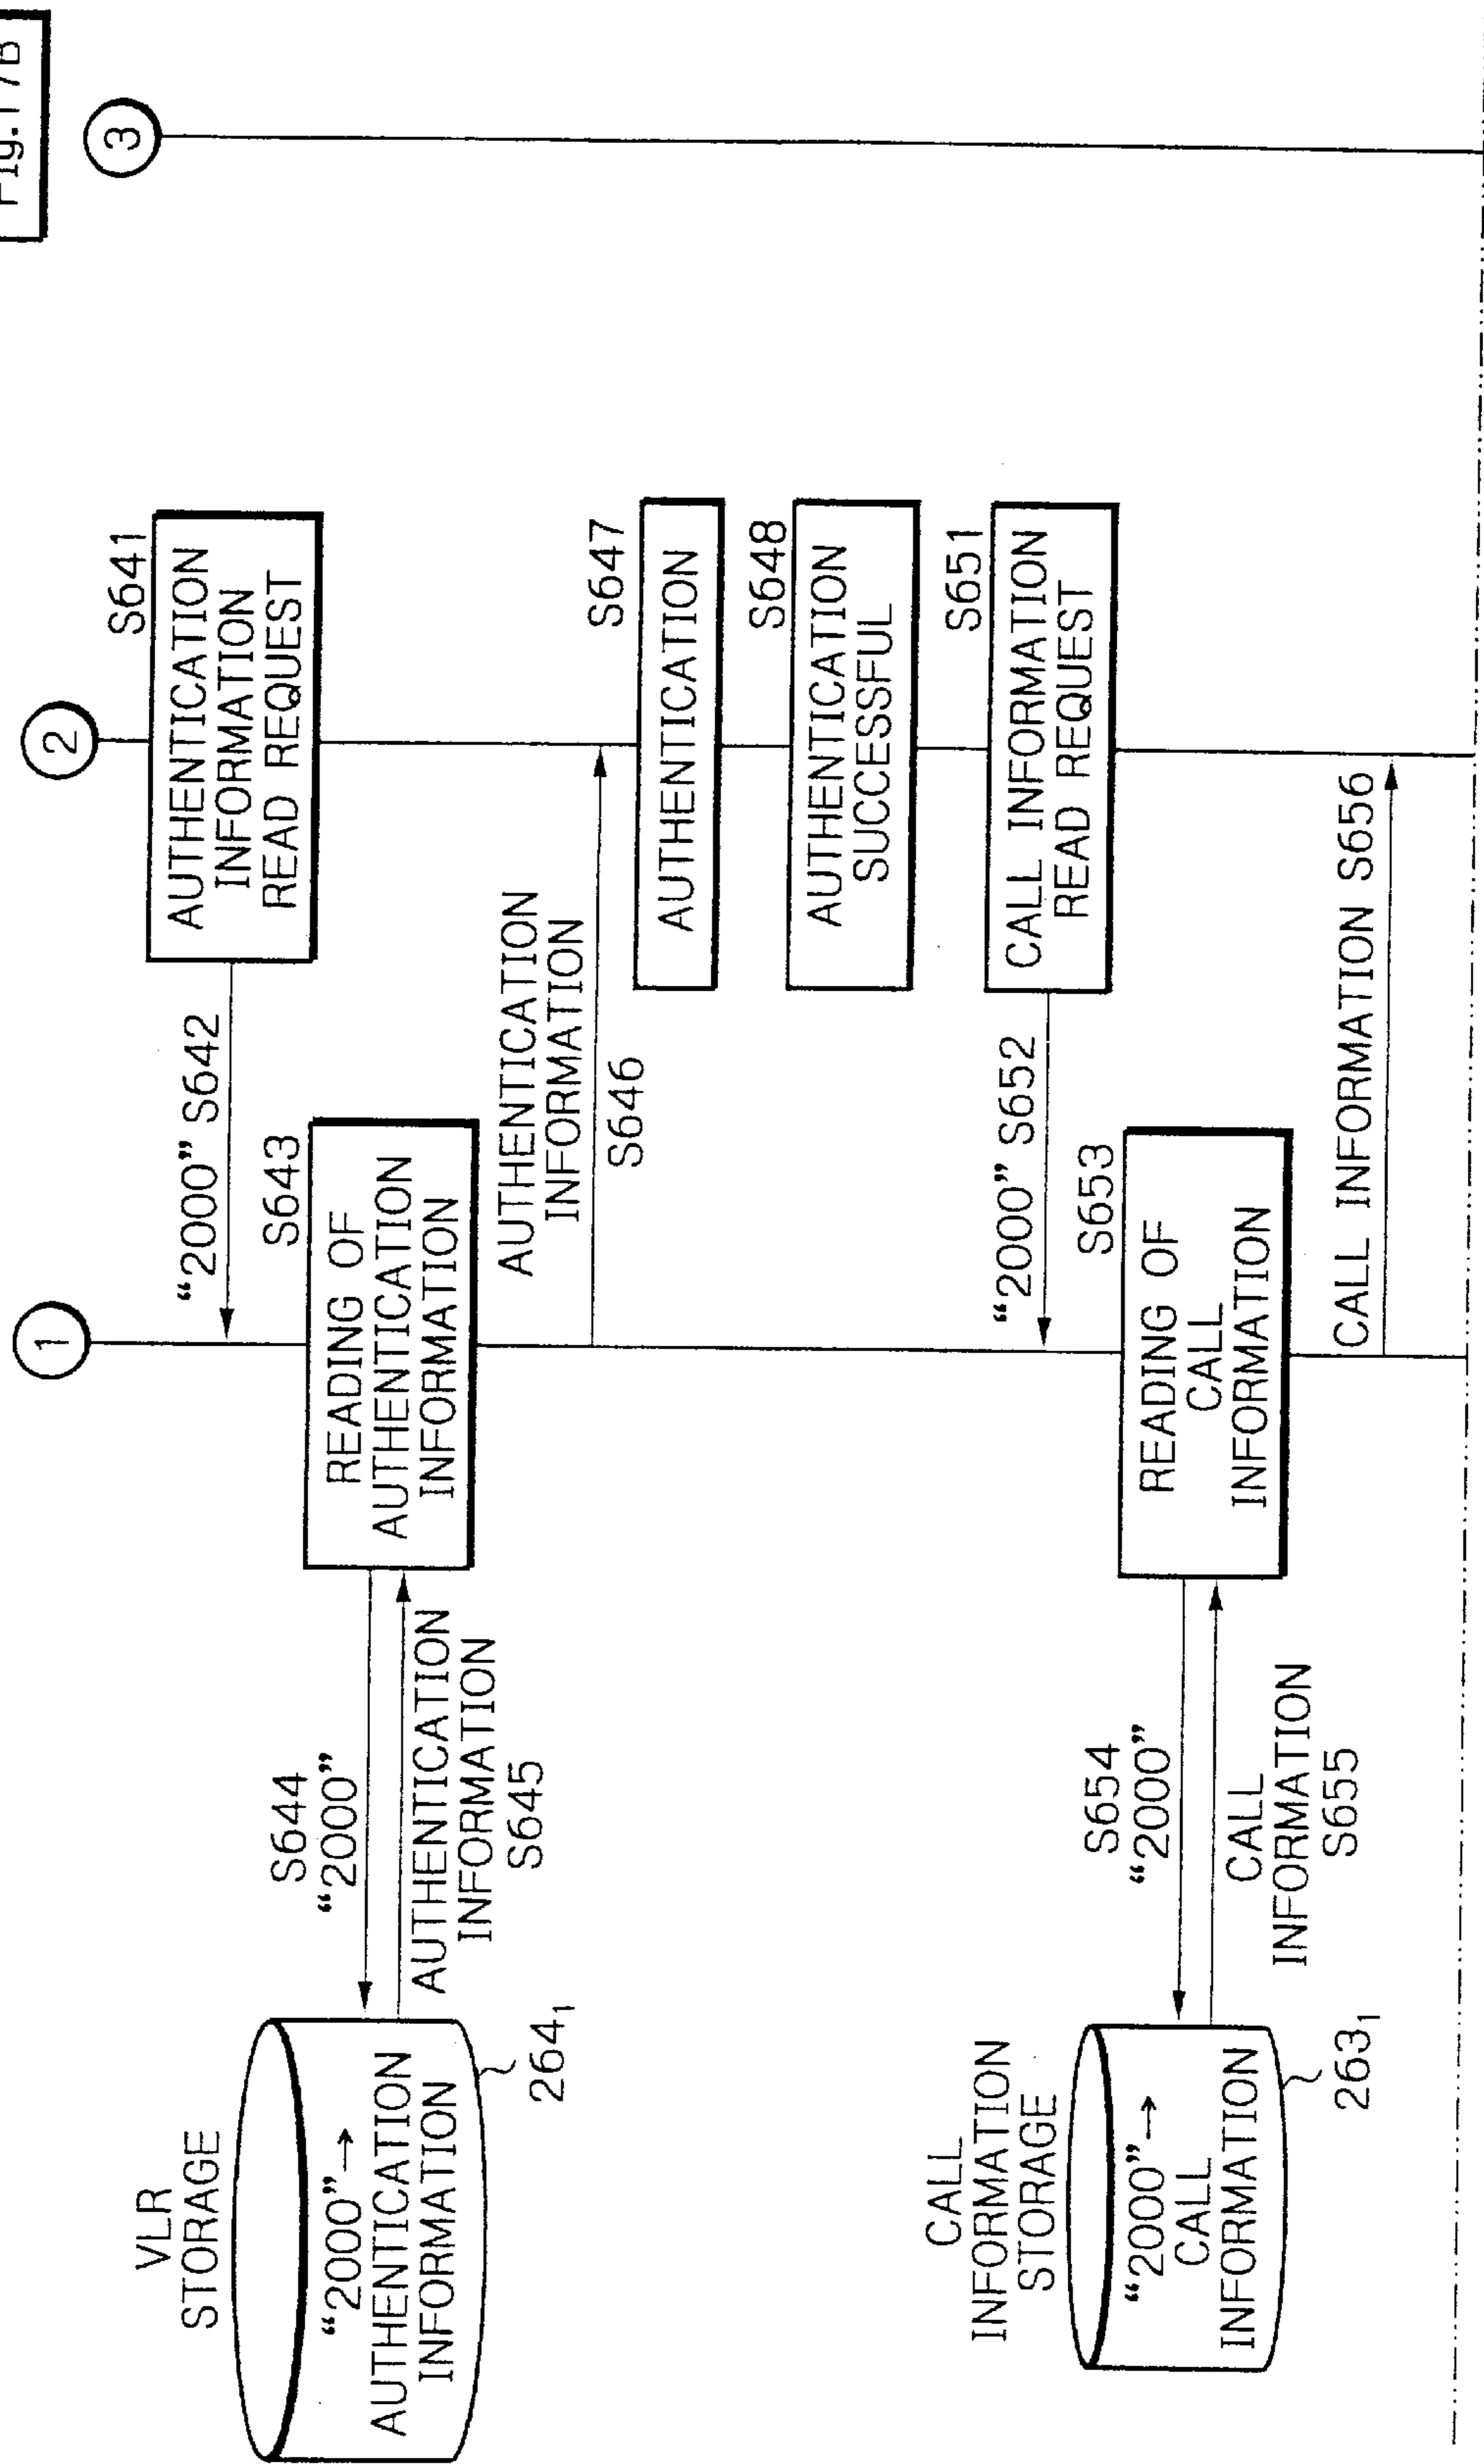 Fig.17B
1
2
3
S641
AUTHENTICATION
INFORMATION
READ REQUEST
"2000" S642
S643
READING OF
AUTHENTICATION
INFORMATION
VLR
STORAGE
"2000"→
AUTHENTICATION
INFORMATION
264₁
S644
"2000"
AUTHENTICATION
INFORMATION
S645
AUTHENTICATION
INFORMATION
S646
S647
AUTHENTICATION
S648
AUTHENTICATION
SUCCESSFUL
S651
CALL INFORMATION
READ REQUEST
"2000" S652
S653
READING OF
CALL
INFORMATION
CALL
INFORMATION
STORAGE
"2000"→
CALL
INFORMATION
263₁
S654
"2000"
CALL
INFORMATION
S655
CALL INFORMATION S656